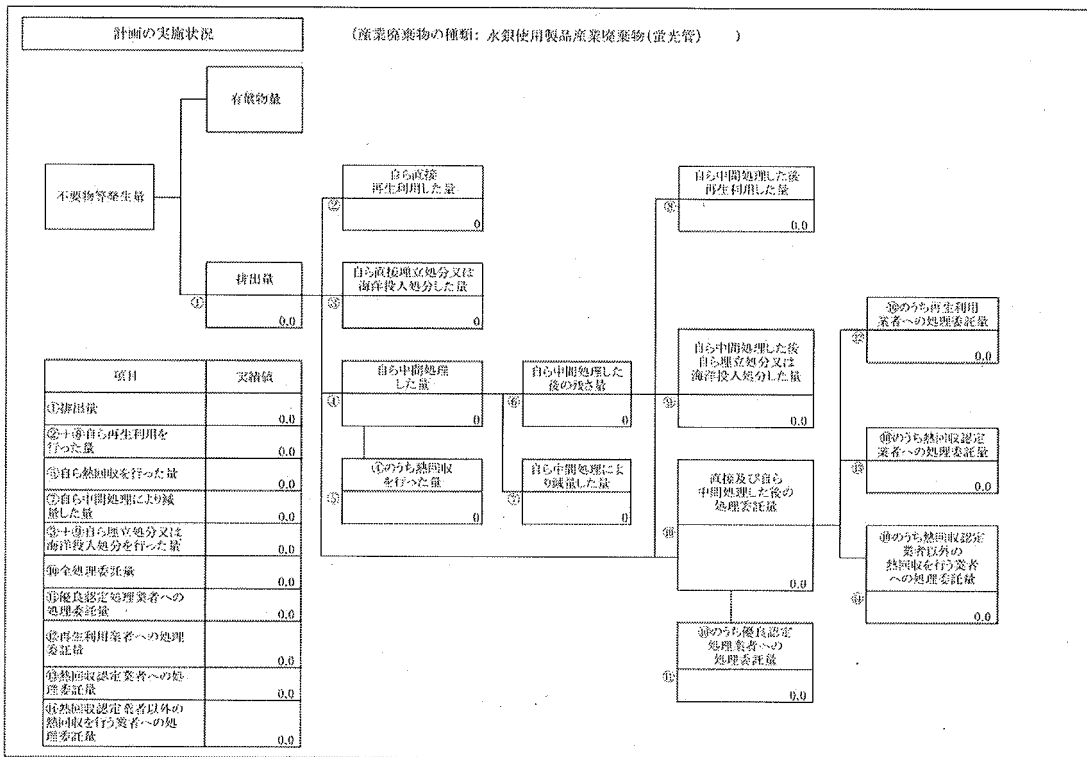 計画の実施状況
(産業廃棄物の種類: 水銀使用製品産業廃棄物(蛍光管) )
有償物量
不要物等発生量
排出量
①
0.0
自ら直接
再生利用した量
②
0
自ら直接埋立処分又は
海洋投入処分した量
③
0
自ら中間処理
した量
④
0
④のうち熱回収
を行った量
⑤
0
自ら中間処理した
後の残さ量
⑥
0
自ら中間処理によ
り減量した量
⑦
0
自ら中間処理した後
再生利用した量
⑧
0.0
自ら中間処理した後
自ら埋立処分又は
海洋投入処分した量
⑨
0.0
直接及び自ら
中間処理した後の
処理委託量
⑩
0.0
⑩のうち優良認定
処理業者への
処理委託量
⑪
0.0
⑩のうち再生利用
業者への処理委託量
⑫
0.0
⑩のうち熱回収認定
業者への処理委託量
⑬
0.0
⑩のうち熱回収認定
業者以外の
熱回収を行う業者
への処理委託量
⑭
0.0
項目 実績値
①排出量 0.0
②+⑧自ら再生利用を
行った量 0.0
⑤自ら熱回収を行った量 0.0
⑦自ら中間処理により減
量した量 0.0
③+⑨自ら埋立処分又は
海洋投入処分を行った量 0.0
⑩全処理委託量 0.0
⑪優良認定処理業者への
処理委託量 0.0
⑫再生利用業者への処理
委託量 0.0
⑬熱回収認定業者への処
理委託量 0.0
⑭熱回収認定業者以外の
熱回収を行う業者への処
理委託量 0.0